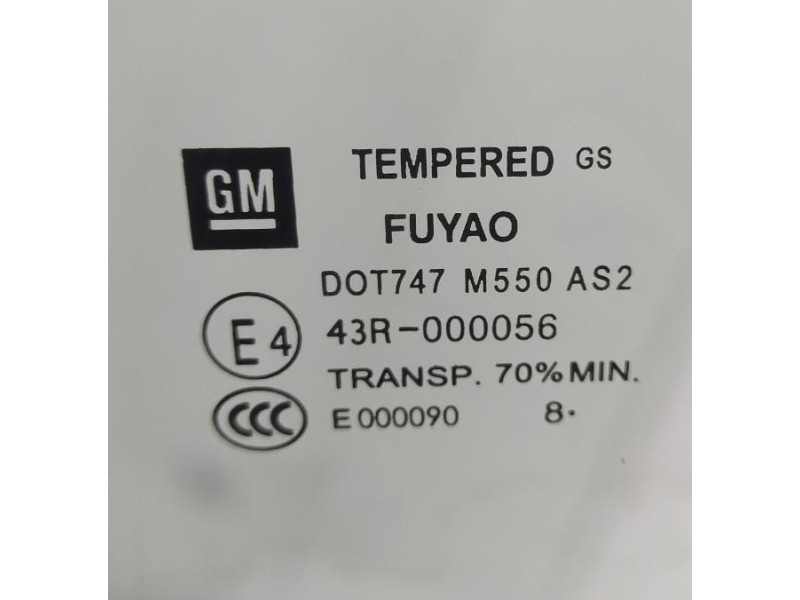 GM
TEMPERED GS
FUYAO
DOT747 M550 AS2
E4 43R-000056
TRANSP. 70% MIN.
CCC E000090 8·